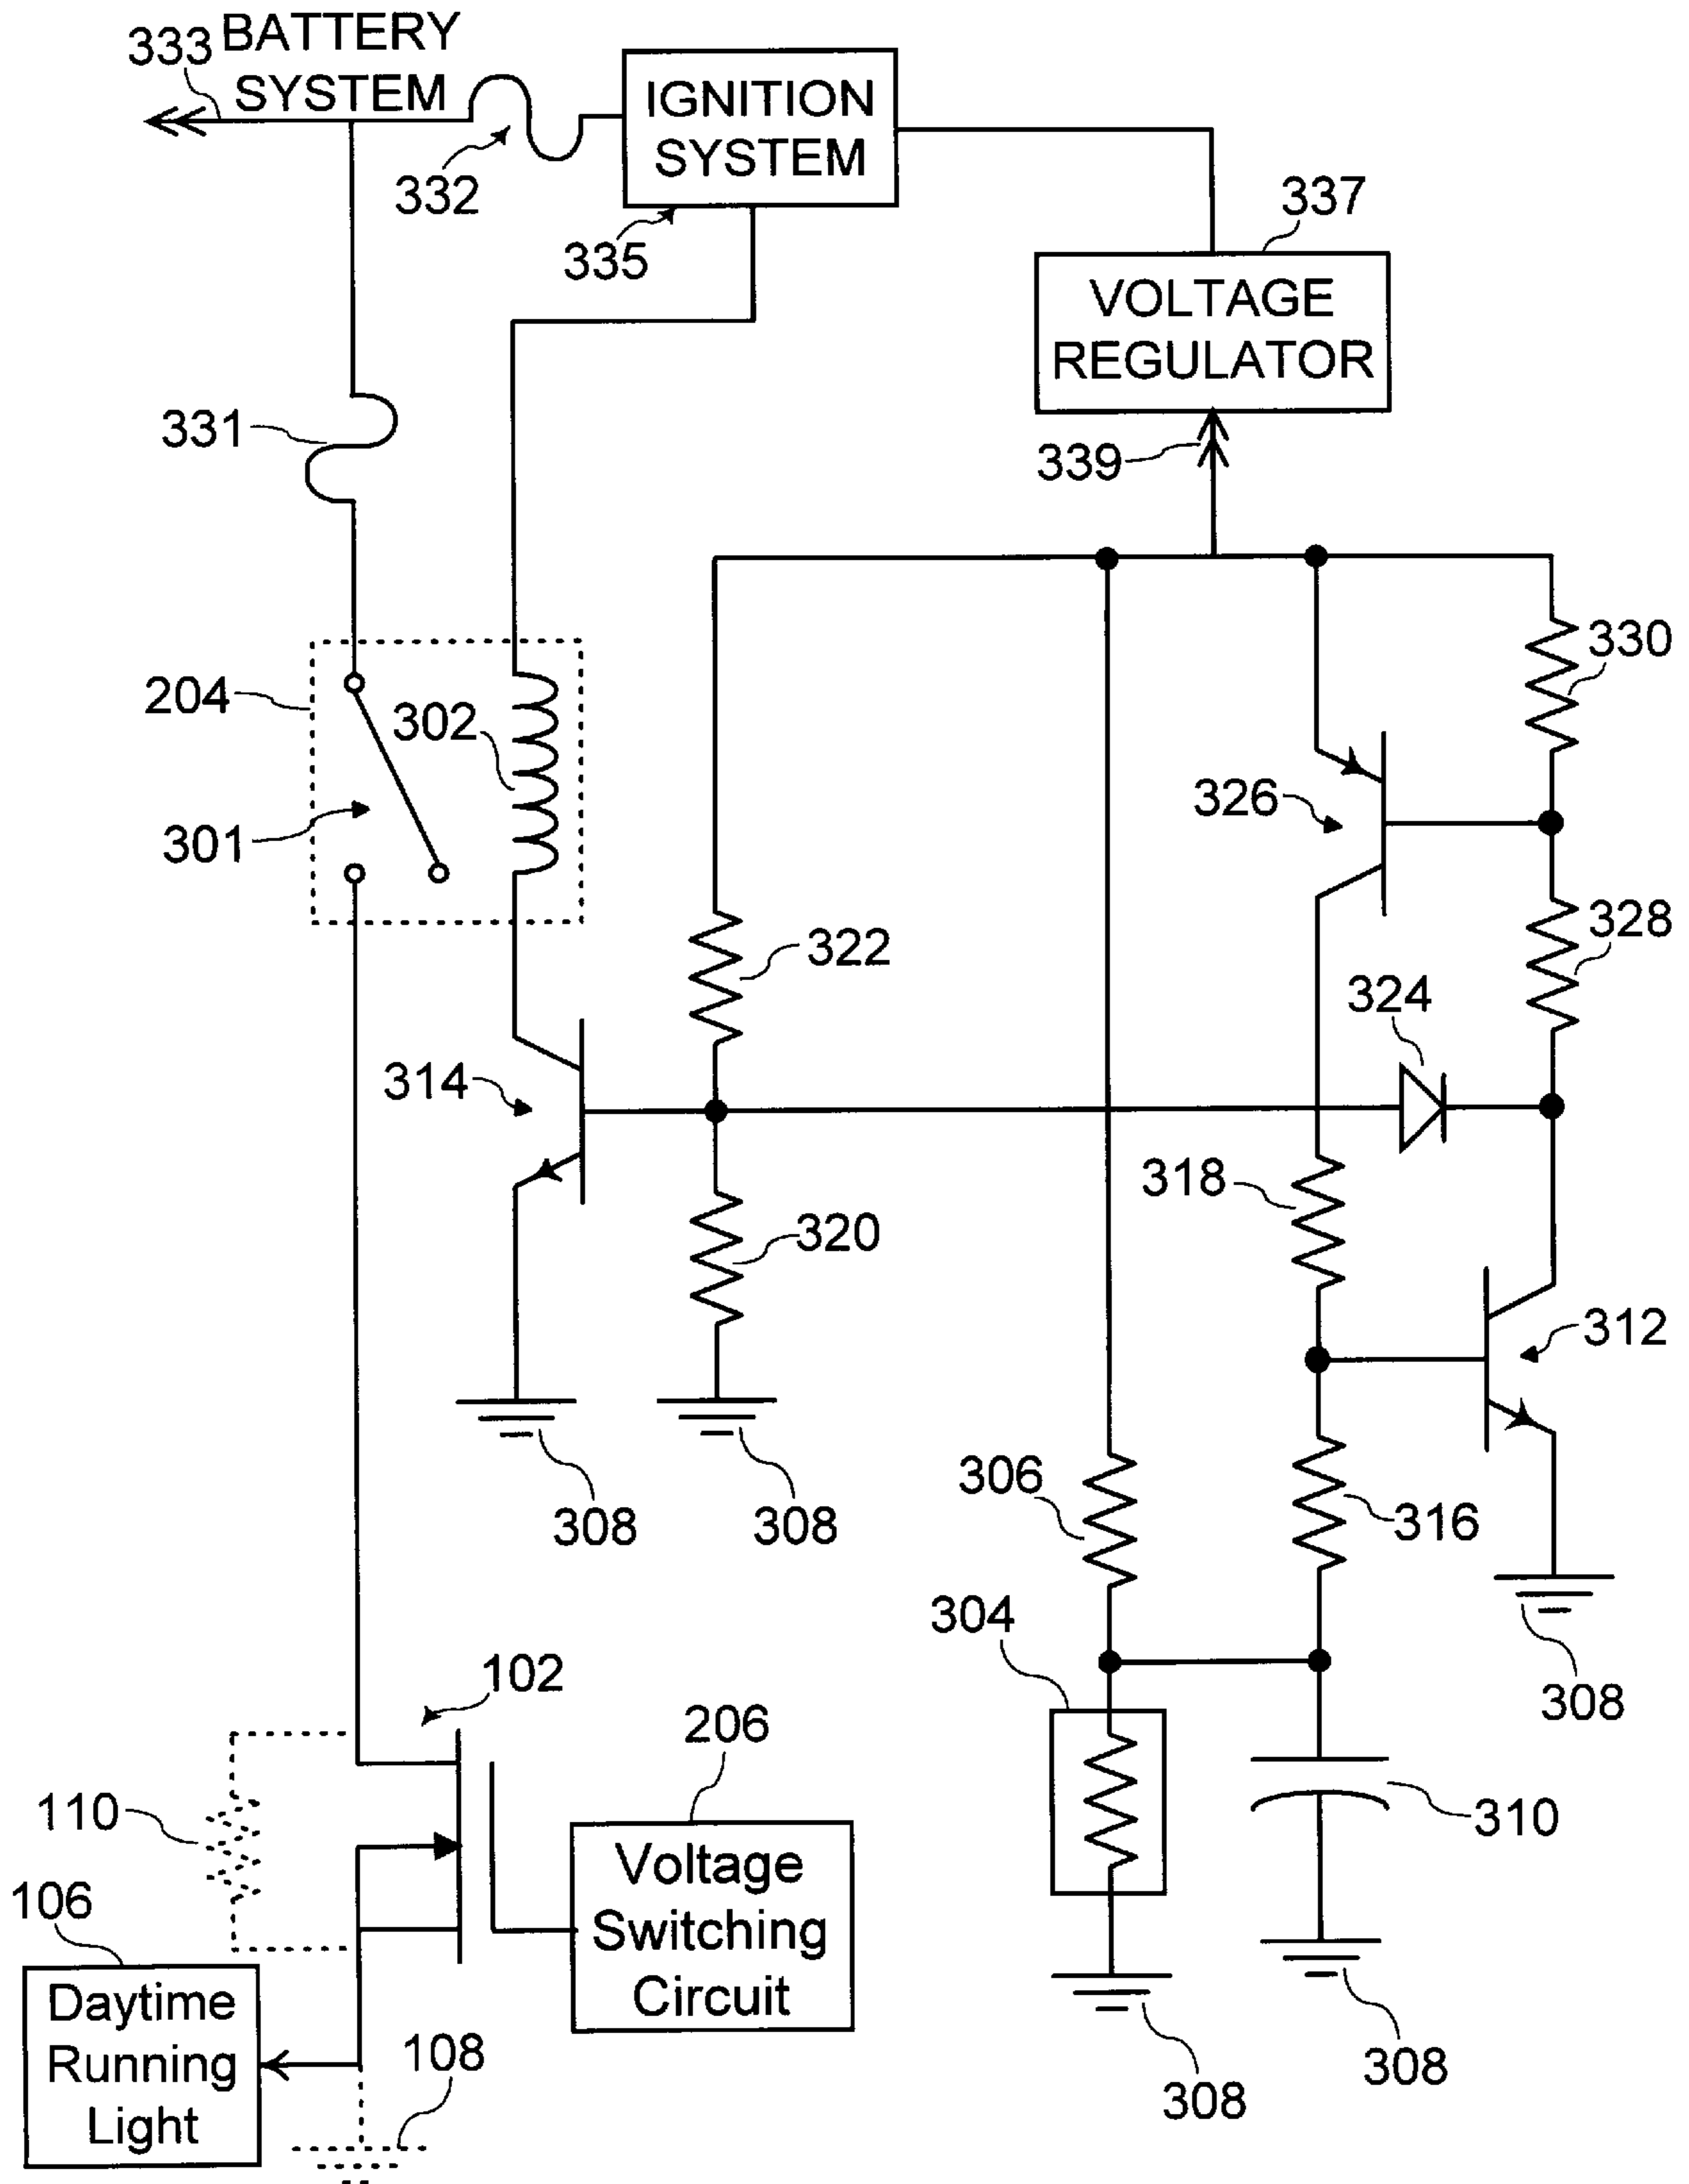 333
BATTERY
SYSTEM
332
IGNITION
SYSTEM
335
337
VOLTAGE
REGULATOR
339
331
330
204
302
301
326
328
322
324
314
318
320
312
308
308
306
316
304
308
102
206
110
310
Voltage
Switching
Circuit
106
Daytime
Running
Light
108
308
308